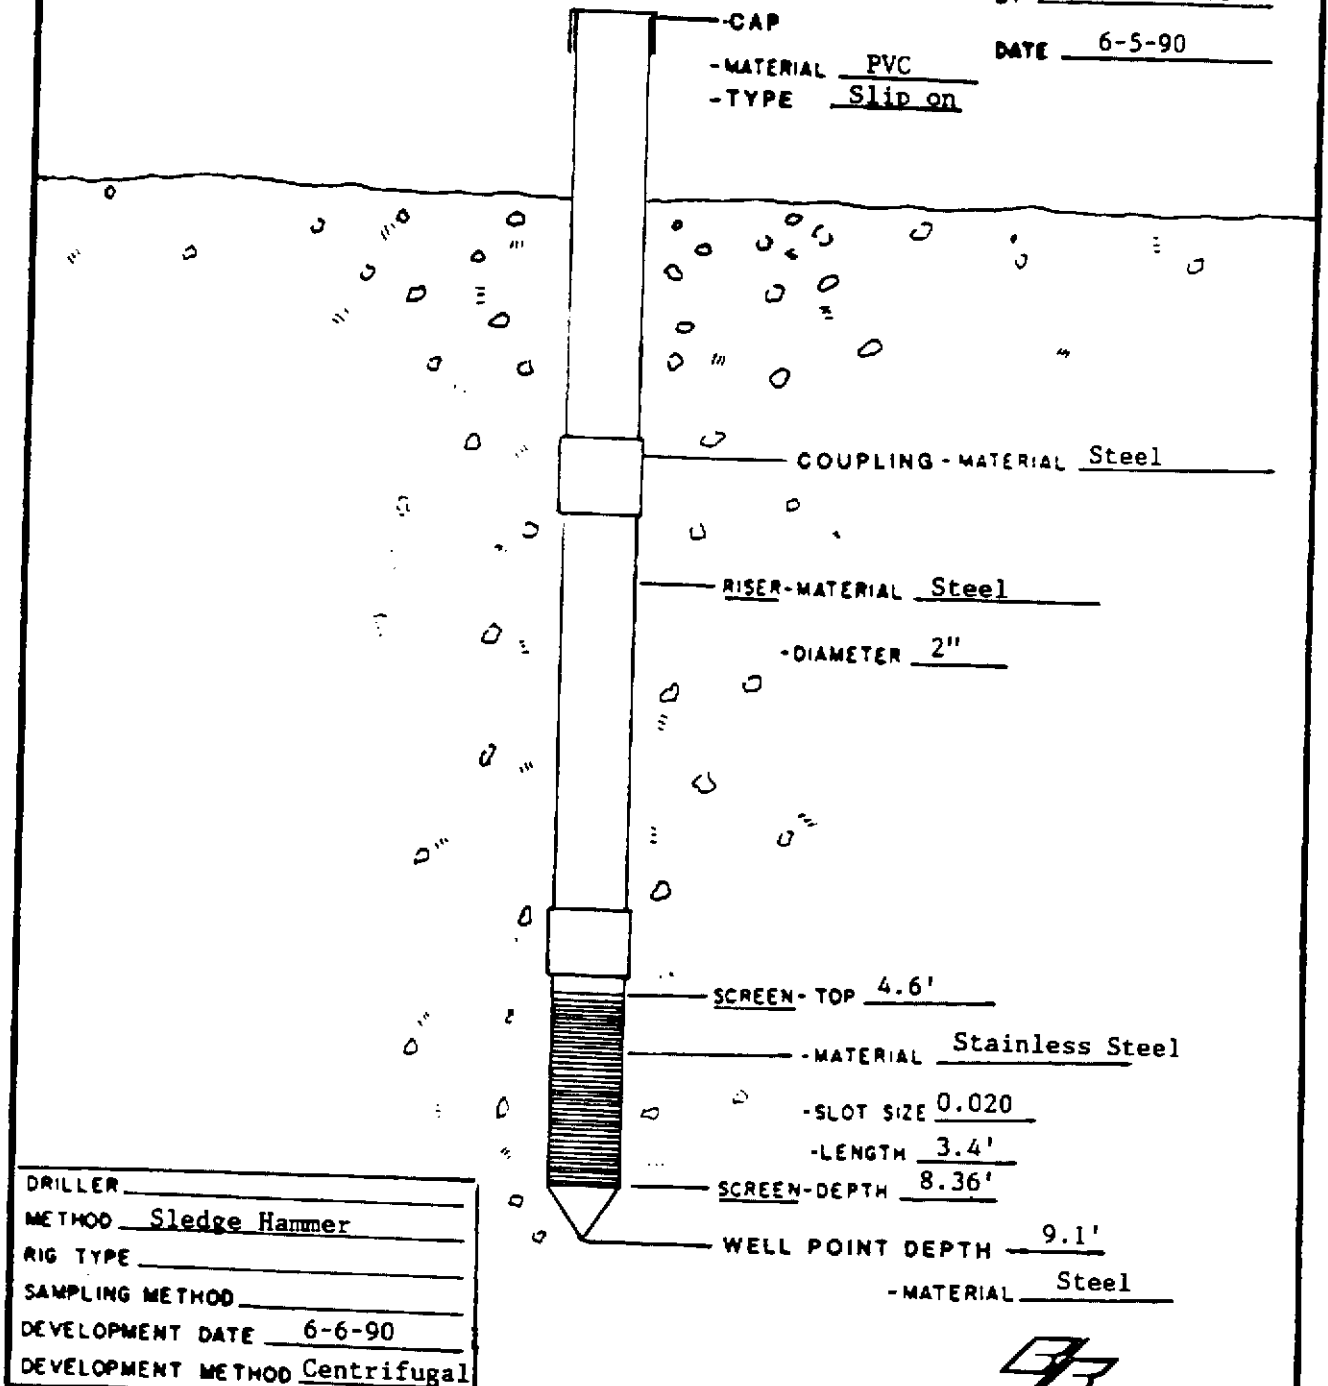 -CAP
-MATERIAL PVC
DATE 6-5-90
-TYPE Slip on
COUPLING - MATERIAL Steel
RISER-MATERIAL Steel
-DIAMETER 2"
SCREEN- TOP 4.6'
-MATERIAL Stainless Steel
-SLOT SIZE 0.020
-LENGTH 3.4'
SCREEN-DEPTH 8.36'
WELL POINT DEPTH 9.1'
-MATERIAL Steel
DRILLER
METHOD Sledge Hammer
RIG TYPE
SAMPLING METHOD
DEVELOPMENT DATE 6-6-90
DEVELOPMENT METHOD Centrifugal